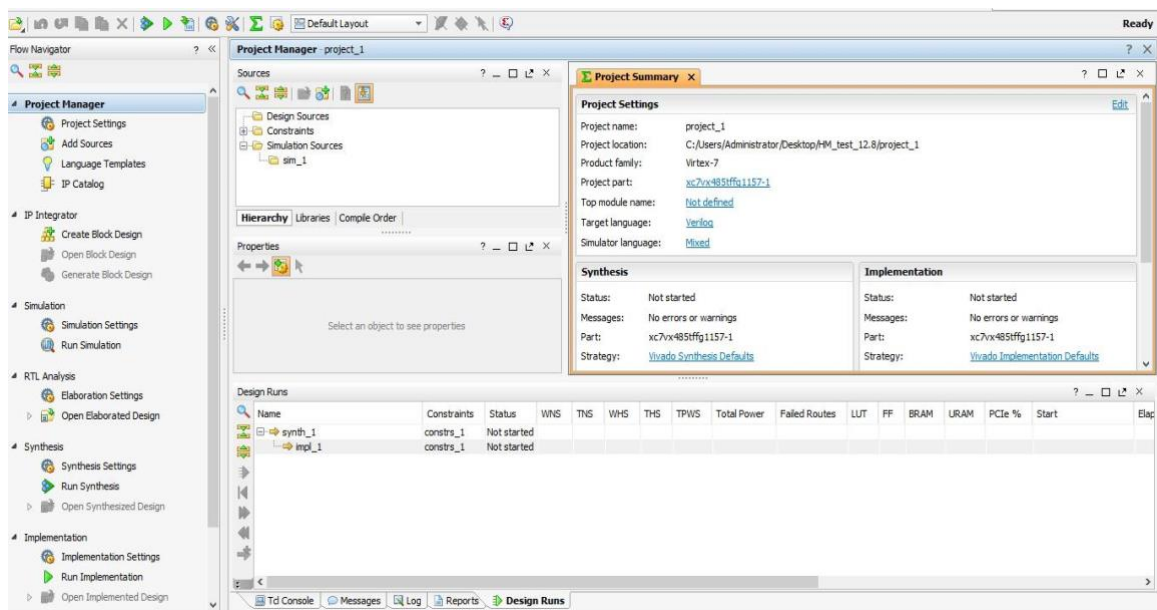 Default Layout
Ready
Flow Navigator
Project Manager
Project Settings
Add Sources
Language Templates
IP Catalog
IP Integrator
Create Block Design
Open Block Design
Generate Block Design
Simulation
Simulation Settings
Run Simulation
RTL Analysis
Elaboration Settings
Open Elaborated Design
Synthesis
Synthesis Settings
Run Synthesis
Open Synthesized Design
Implementation
Implementation Settings
Run Implementation
Open Implemented Design
Project Manager - project_1
Sources
Design Sources
Constraints
Simulation Sources
sim_1
Hierarchy Libraries Compile Order
Properties
Select an object to see properties
Project Summary
Project Settings Edit
Project name: project_1
Project location: C:/Users/Administrator/Desktop/HM_test_12.8/project_1
Product family: Virtex-7
Project part: xc7vx485tffg1157-1
Top module name: Not defined
Target language: Verilog
Simulator language: Mixed
Synthesis
Status: Not started
Messages: No errors or warnings
Part: xc7vx485tffg1157-1
Strategy: Vivado Synthesis Defaults
Implementation
Status: Not started
Messages: No errors or warnings
Part: xc7vx485tffg1157-1
Strategy: Vivado Implementation Defaults
Design Runs
Name Constraints Status WNS TNS WHS THS TPWS Total Power Failed Routes LUT FF BRAM URAM PCIe % Start Elap
synth_1 constrs_1 Not started
impl_1 constrs_1 Not started
Tcl Console Messages Log Reports Design Runs